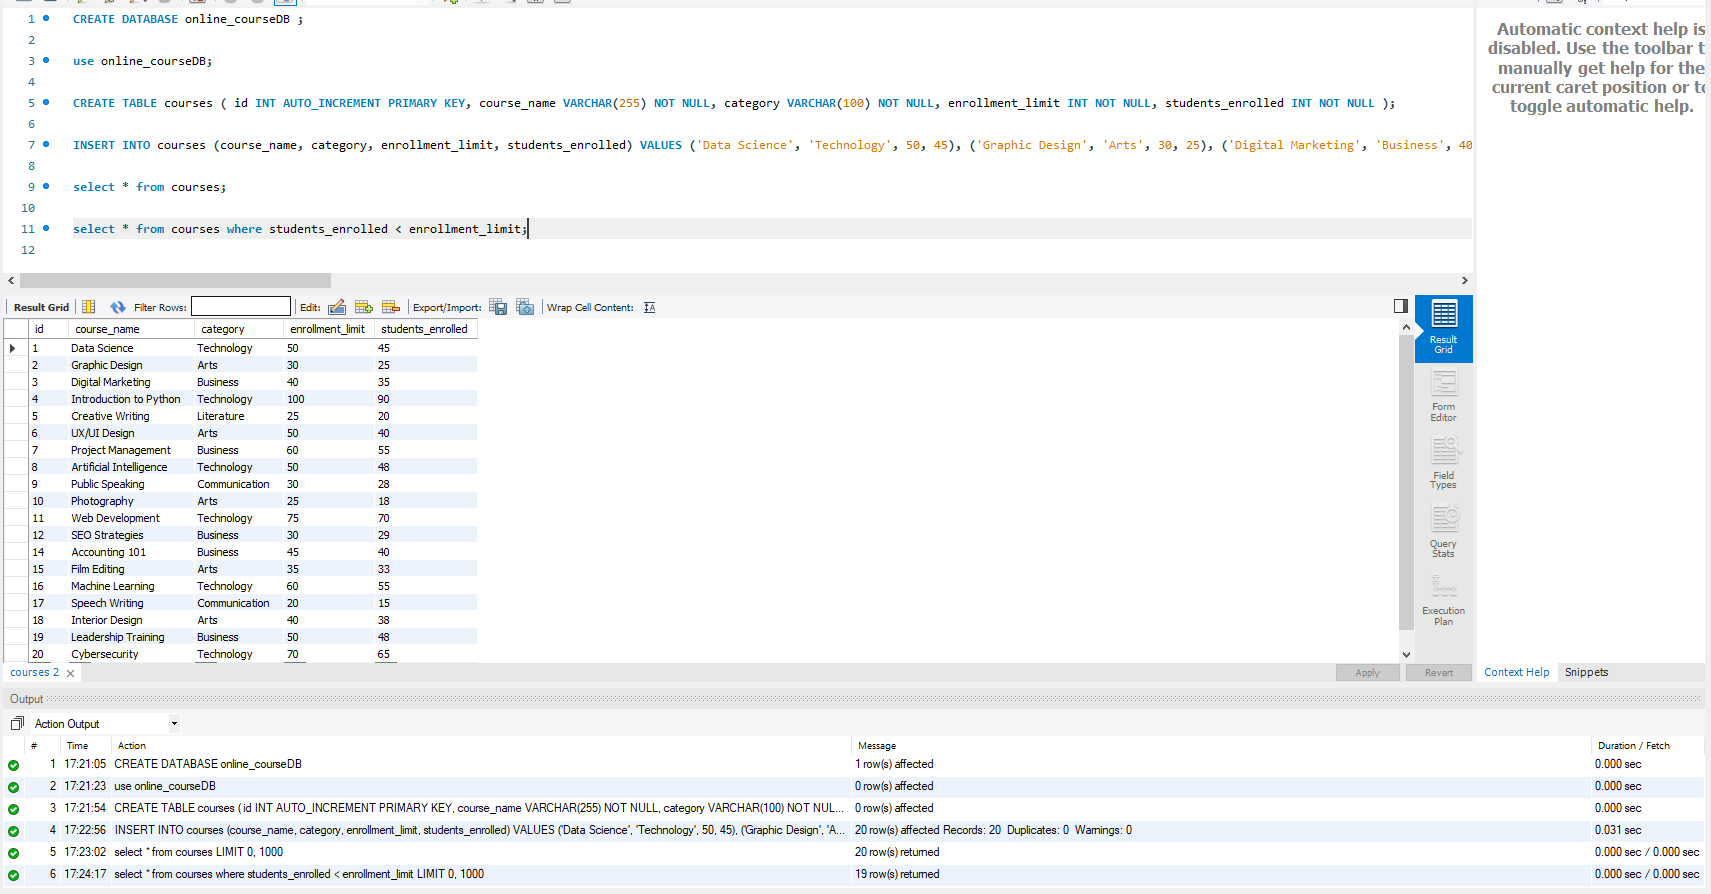 1 CREATE DATABASE online_courseDB ;
2
3 use online_courseDB;
4
5 CREATE TABLE courses ( id INT AUTO_INCREMENT PRIMARY KEY, course_name VARCHAR(255) NOT NULL, category VARCHAR(100) NOT NULL, enrollment_limit INT NOT NULL, students_enrolled INT NOT NULL );
6
7 INSERT INTO courses (course_name, category, enrollment_limit, students_enrolled) VALUES ('Data Science', 'Technology', 50, 45), ('Graphic Design', 'Arts', 30, 25), ('Digital Marketing', 'Business', 40
8
9 select * from courses;
10
11 select * from courses where students_enrolled < enrollment_limit;
12
Automatic context help is
disabled. Use the toolbar t
manually get help for the
current caret position or to
toggle automatic help.
Result Grid Filter Rows: Edit: Export/Import: Wrap Cell Content:
id course_name category enrollment_limit students_enrolled
1 Data Science Technology 50 45
2 Graphic Design Arts 30 25
3 Digital Marketing Business 40 35
4 Introduction to Python Technology 100 90
5 Creative Writing Literature 25 20
6 UX/UI Design Arts 50 40
7 Project Management Business 60 55
8 Artificial Intelligence Technology 50 48
9 Public Speaking Communication 30 28
10 Photography Arts 25 18
11 Web Development Technology 75 70
12 SEO Strategies Business 30 29
14 Accounting 101 Business 45 40
15 Film Editing Arts 35 33
16 Machine Learning Technology 60 55
17 Speech Writing Communication 20 15
18 Interior Design Arts 40 38
19 Leadership Training Business 50 48
20 Cybersecurity Technology 70 65
Result
Grid
Form
Editor
Field
Types
Query
Stats
Execution
Plan
courses 2
Apply
Revert
Context Help
Snippets
Output
Action Output
# Time Action Message Duration / Fetch
1 17:21:05 CREATE DATABASE online_courseDB 1 row(s) affected 0.000 sec
2 17:21:23 use online_courseDB 0 row(s) affected 0.000 sec
3 17:21:54 CREATE TABLE courses ( id INT AUTO_INCREMENT PRIMARY KEY, course_name VARCHAR(255) NOT NULL, category VARCHAR(100) NOT NUL... 0 row(s) affected 0.000 sec
4 17:22:56 INSERT INTO courses (course_name, category, enrollment_limit, students_enrolled) VALUES ('Data Science', 'Technology', 50, 45), ('Graphic Design', 'A... 20 row(s) affected Records: 20 Duplicates: 0 Warnings: 0 0.031 sec
5 17:23:02 select * from courses LIMIT 0, 1000 20 row(s) returned 0.000 sec / 0.000 sec
6 17:24:17 select * from courses where students_enrolled < enrollment_limit LIMIT 0, 1000 19 row(s) returned 0.000 sec / 0.000 sec